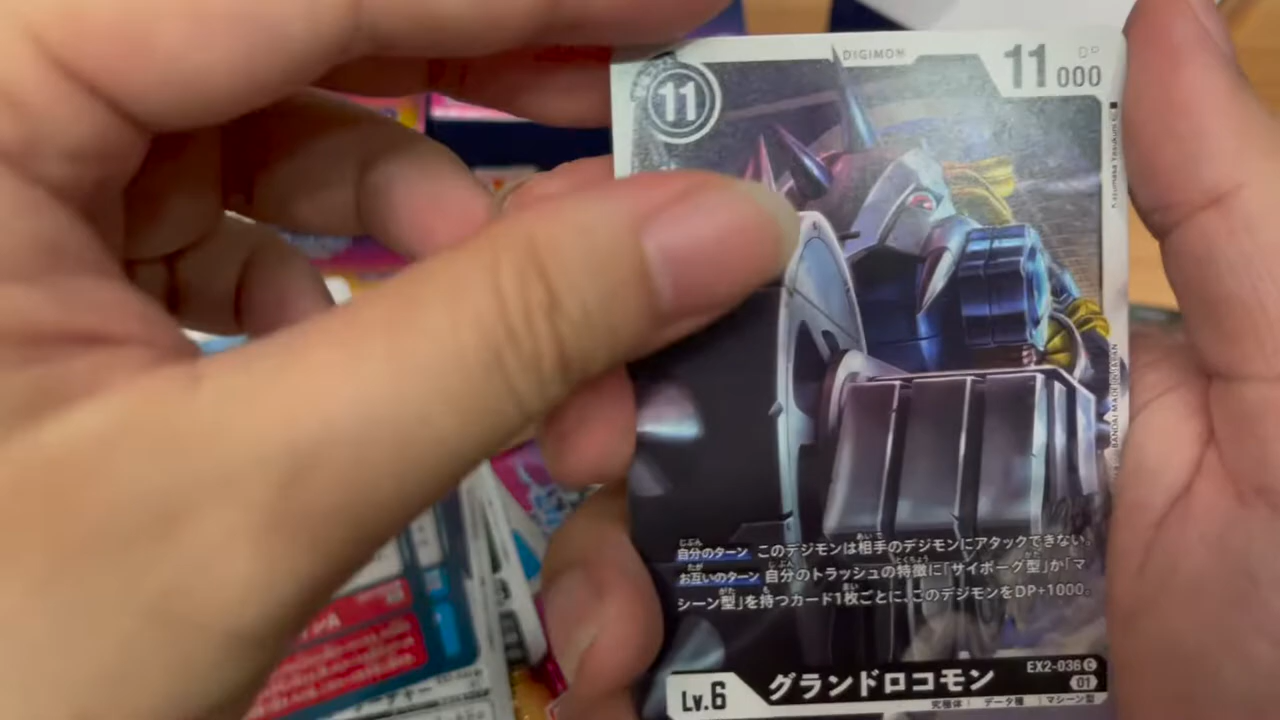 DIGIMON
11
DP
11000
BANDAI MADE IN JAPAN
自分のターン このデジモンは相手のデジモンにアタックできない。
お互いのターン 自分のトラッシュの特徴に「サイボーグ型」か「マ
シーン型」を持つカード1枚ごとに、このデジモンをDP+1000。
EX2-036 C
01
Lv.6
グランドロコモン
究極体 データ種 マシーン型